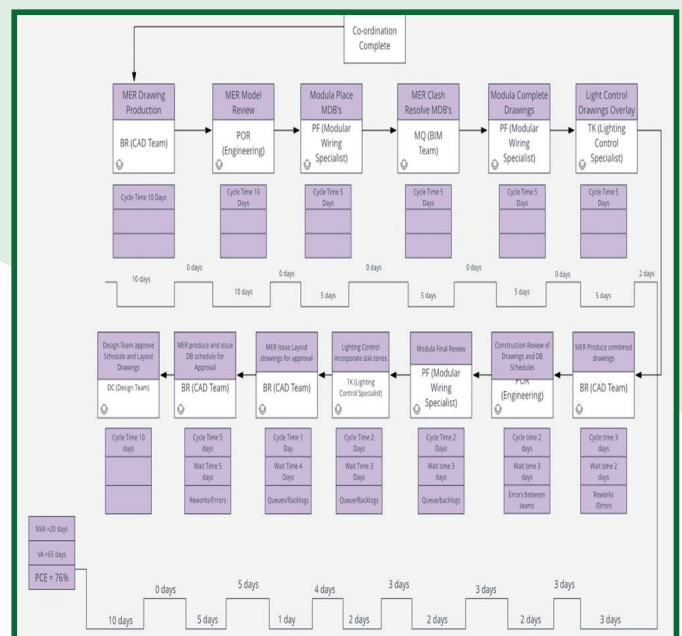 Co-ordination
Complete
MER Drawing
Production
BR (CAD Team)
MER Model
Review
POR
(Engineering)
Modula Place
MDB's
PF (Modular
Wiring
Specialist)
MER Clash
Resolve MDB's
MQ (BIM
Team)
Modula Complete
Drawings
PF (Modular
Wiring
Specialist)
Light Control
Drawings Overlay
TK (Lighting
Control
Specialist)
Cycle Time 10 Days
Cycle Time 10
Days
Cycle Time 5
Days
Cycle Time 5
Days
Cycle Time 5
Days
Cycle Time 5
Days
10 days
0 days
10 days
0 days
5 days
0 days
5 days
0 days
5 days
0 days
5 days
2 days
Design Team approve
Schedule and Layout
Drawings
DC (Design Team)
MER produce and issue
DB schedule for
Approval
BR (CAD Team)
MER Issue Layout
drawings for approval
BR (CAD Team)
Lighting Control
incorporate dali zones
TK (Lighting
Control Specialist)
Modula Final Review
PF (Modular
Wiring
Specialist)
Construction Review of
Drawings and DB
Schedules
POR
(Engineering)
MER Produce combined
drawings
BR (CAD Team)
Cycle Time 10
days
Cycle Time 5
days
Wait Time 5
days
Reworks/Errors
Cycle Time 1
Day
Wait Time 4
Days
Queues/Backlogs
Cycle Time 2
Days
Wait Time 3
Days
Queue/Backlogs
Cycle Time 2
Days
Wait time 3
days
Queue/backlogs
Cycle time 2
days
Wait time 3
days
Errors between
teams
Cycle time 3
days
Wait time 2
days
Reworks
/Errors
NVA =20 days
VA =65 days
PCE = 76%
10 days
0 days
5 days
5 days
1 day
4 days
2 days
3 days
2 days
3 days
2 days
3 days
3 days